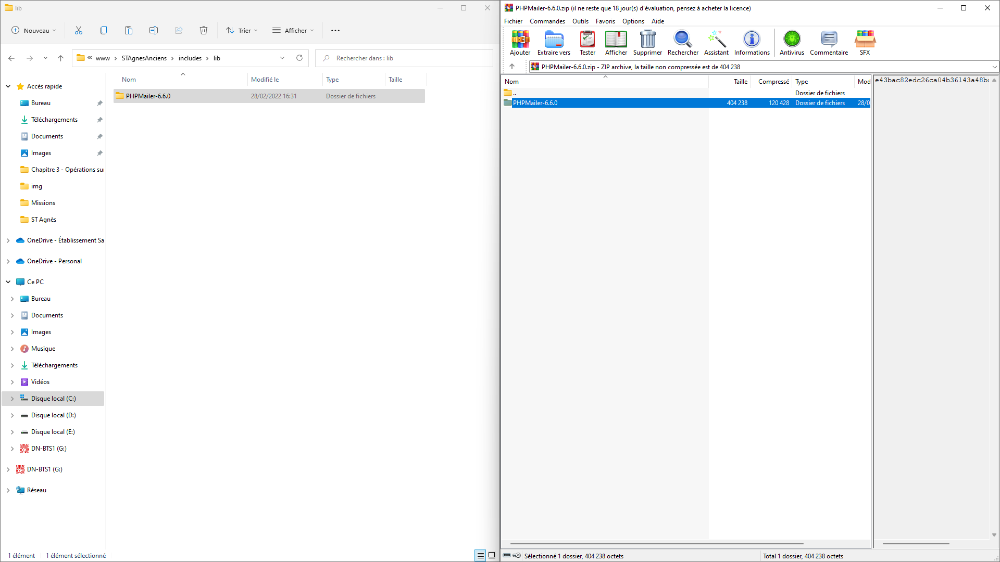 lib
Nouveau
Trier
Afficher
« www › STAgnesAnciens › includes › lib
Rechercher dans : lib
Nom Modifié le Type Taille
PHPMailer-6.6.0 28/02/2022 16:31 Dossier de fichiers
Accès rapide
Bureau
Téléchargements
Documents
Images
Chapitre 3 - Opérations sur
img
Missions
ST Agnès
OneDrive - Établissement Sa
OneDrive - Personal
Ce PC
Bureau
Documents
Images
Musique
Téléchargements
Vidéos
Disque local (C:)
Disque local (D:)
Disque local (E:)
DN-BTS1 (G:)
DN-BTS1 (G:)
Réseau
1 élément 1 élément sélectionné
PHPMailer-6.6.0.zip (il ne reste que 18 jour(s) d'évaluation, pensez à acheter la licence)
Fichier Commandes Outils Favoris Options Aide
Ajouter Extraire vers Tester Afficher Supprimer Rechercher Assistant Informations Antivirus Commentaire SFX
PHPMailer-6.6.0.zip - ZIP archive, la taille non compressée est de 404 238
Nom Taille Compressé Type Mod
.. Dossier de fichiers
PHPMailer-6.6.0 404 238 120 428 Dossier de fichiers 28/0
e43bac82edc26ca04b36143a48bc
Sélectionné 1 dossier, 404 238 octets
Total 1 dossier, 404 238 octets